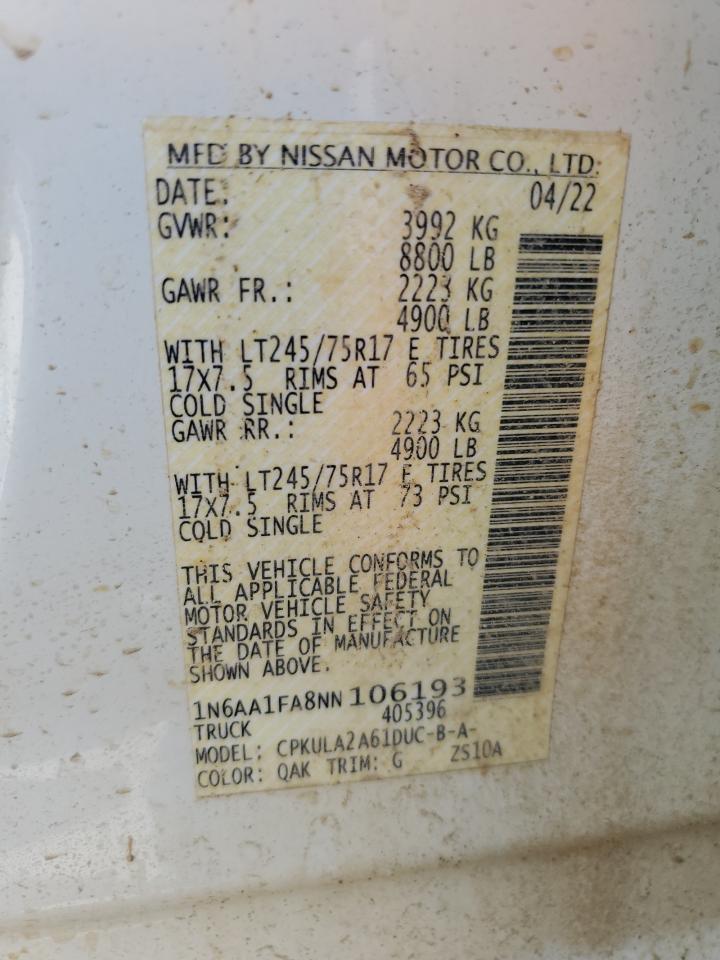 MFD BY NISSAN MOTOR CO., LTD:
DATE: 04/22
GVWR: 3992 KG
8800 LB
GAWR FR.: 2223 KG
4900 LB
WITH LT245/75R17 E TIRES
17X7.5 RIMS AT 65 PSI
COLD SINGLE
GAWR RR.: 2223 KG
4900 LB
WITH LT245/75R17 E TIRES
17X7.5 RIMS AT 73 PSI
COLD SINGLE
THIS VEHICLE CONFORMS TO
ALL APPLICABLE FEDERAL
MOTOR VEHICLE SAFETY
STANDARDS IN EFFECT ON
THE DATE OF MANUFACTURE
SHOWN ABOVE.
1N6AA1FA8NN106193
TRUCK 405396
MODEL: CPKULA2A61DUC-B-A-
COLOR: QAK TRIM: G ZS10A